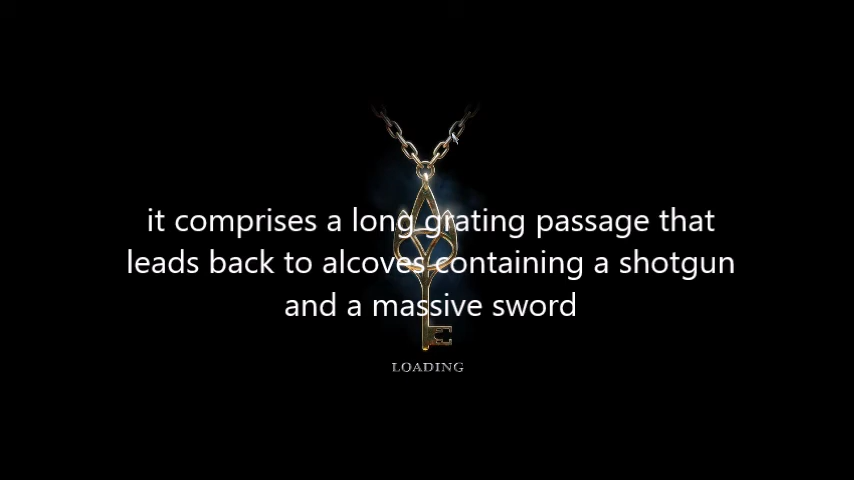 it comprises a long grating passage that
leads back to alcoves containing a shotgun
and a massive sword
LOADING